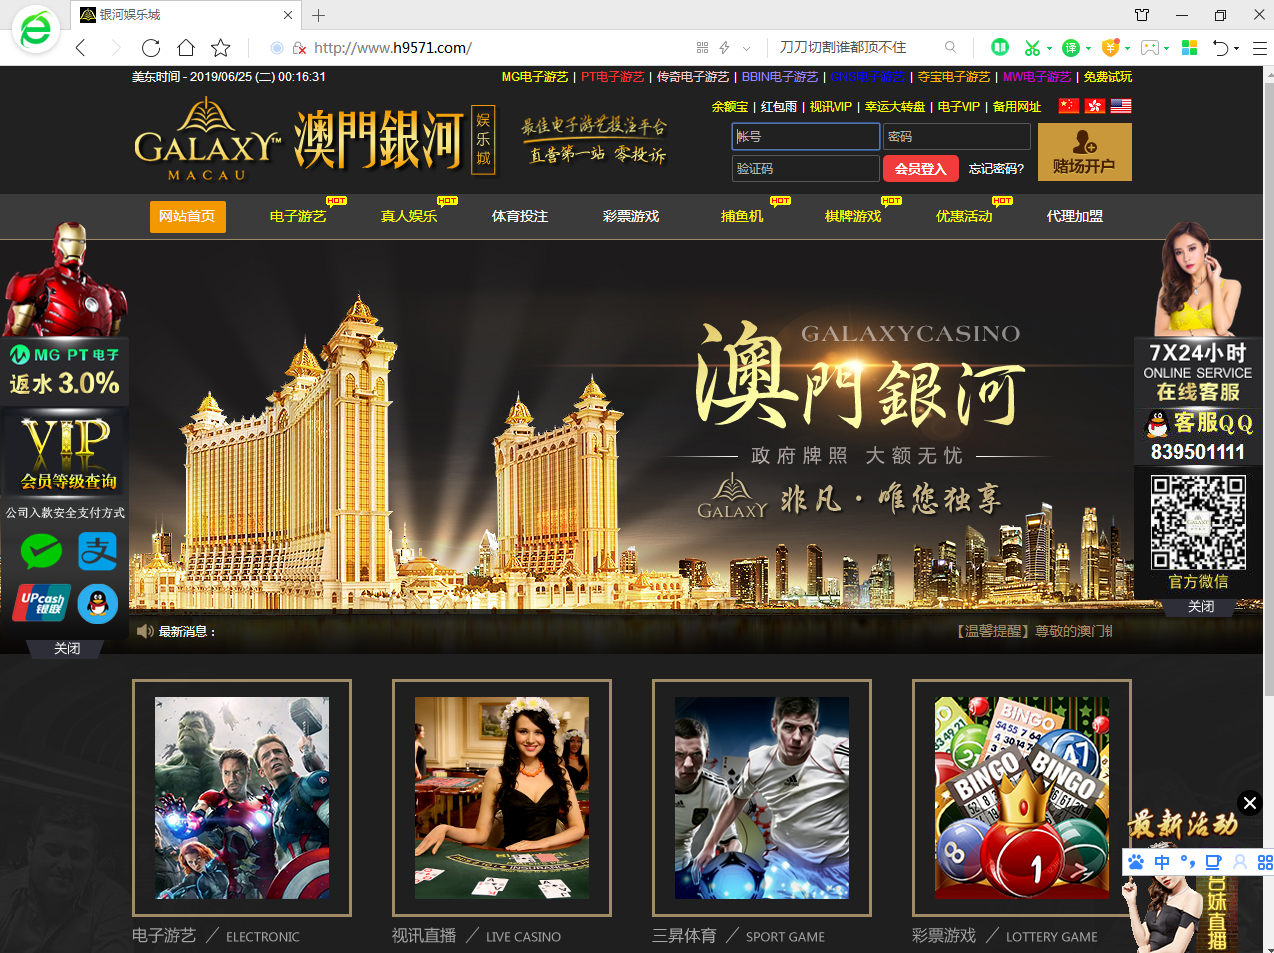 银河娱乐城
http://www.h9571.com/
刀刀切割谁都顶不住
美东时间 - 2019/06/25 (二) 00:16:31
MG电子游艺 | PT电子游艺 | 传奇电子游艺 | BBIN电子游艺 | CNS电子游艺 | 夺宝电子游艺 | MW电子游艺 | 免费试玩
余额宝 | 红包雨 | 视讯VIP | 幸运大转盘 | 电子VIP | 备用网址
GALAXY™
MACAU
澳門銀河
娱乐城
最佳电子游艺投注平台
直营第一站 零投诉
帐号
密码
验证码
会员登入
忘记密码?
赌场开户
网站首页
电子游艺 HOT
真人娱乐 HOT
体育投注
彩票游戏
捕鱼机 HOT
棋牌游戏 HOT
优惠活动 HOT
代理加盟
MG PT 电子
返水 3.0%
VIP
会员等级查询
公司入款安全支付方式
支
UPcash
银联
关闭
GALAXYCASINO
澳門銀河
政府牌照 大额无忧
GALAXY
非凡·唯您独享
7X24小时
ONLINE SERVICE
在线客服
客服QQ
839501111
官方微信
关闭
最新消息：
【温馨提醒】尊敬的澳门
BINGO
BINGO
BINGO
电子游艺 / ELECTRONIC
视讯直播 / LIVE CASINO
三昇体育 / SPORT GAME
彩票游戏 / LOTTERY GAME
最新活动
中
妹直播